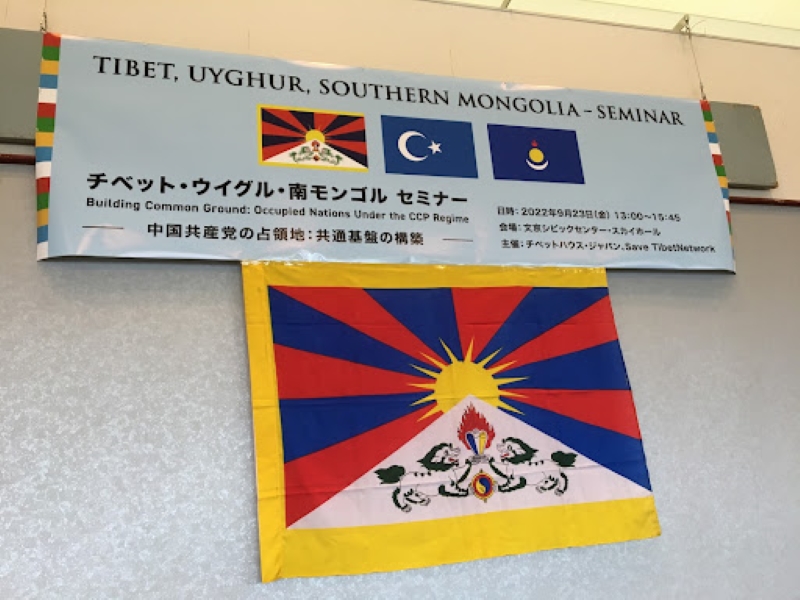 TIBET, UYGHUR, SOUTHERN MONGOLIA – SEMINAR
チベット・ウイグル・南モンゴル セミナー
Building Common Ground: Occupied Nations Under the CCP Regime
中国共産党の占領地：共通基盤の構築
日時：2022年9月23日(金) 13:00〜15:45
会場：文京シビックセンター・スカイホール
主催：チベットハウス・ジャパン、Save TibetNetwork